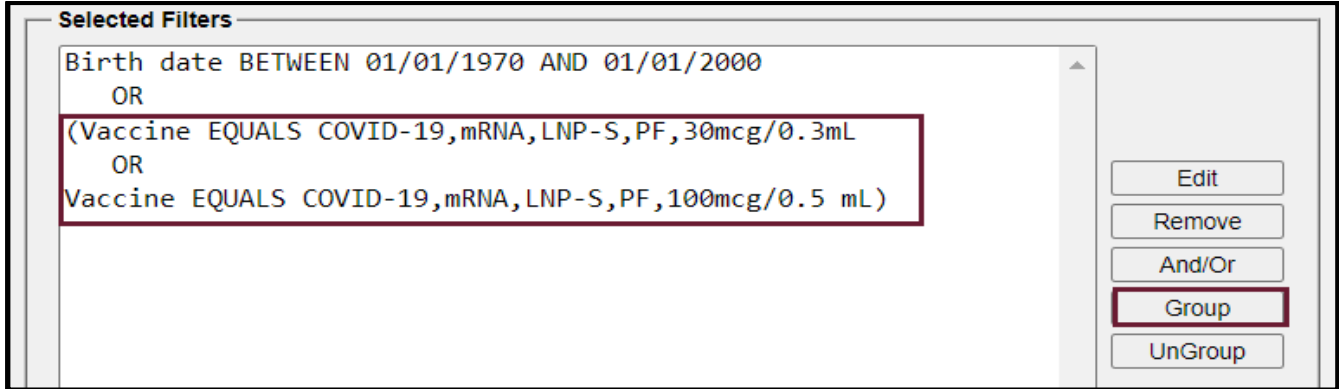 Selected Filters
Birth date BETWEEN 01/01/1970 AND 01/01/2000
OR
(Vaccine EQUALS COVID-19,mRNA,LNP-S,PF,30mcg/0.3mL
OR
Vaccine EQUALS COVID-19,mRNA,LNP-S,PF,100mcg/0.5 mL)
Edit
Remove
And/Or
Group
UnGroup